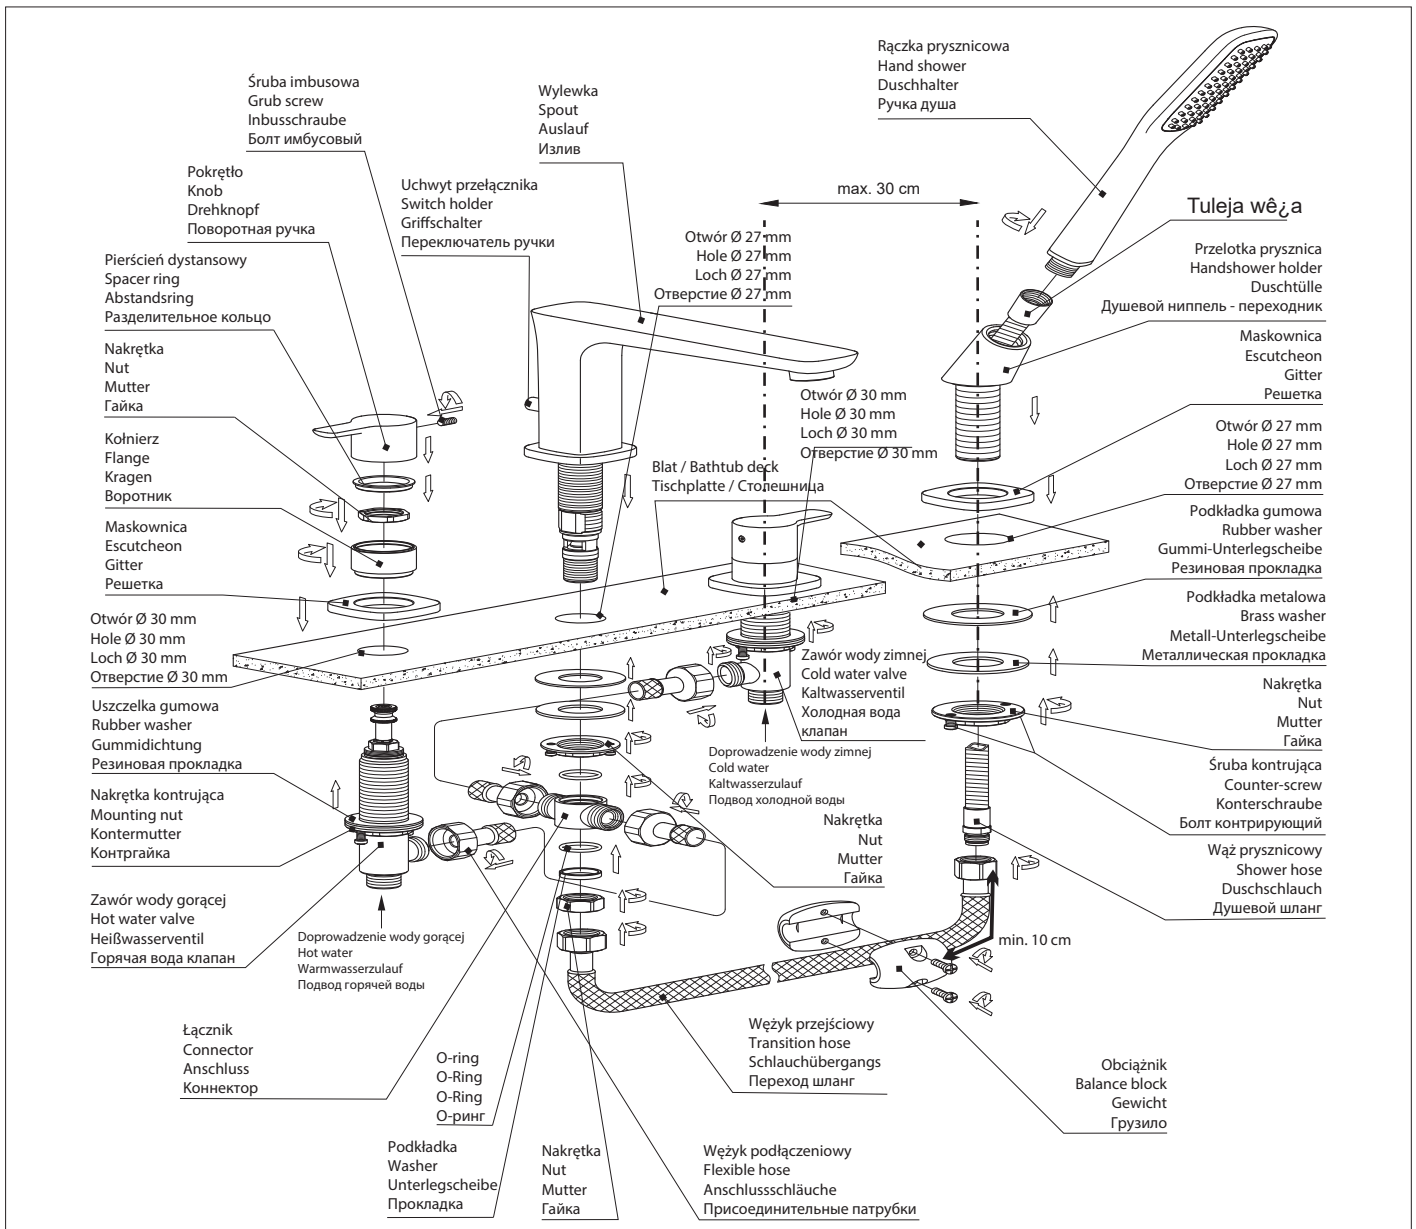 Śruba imbusowa
Grub screw
Inbusschraube
Болт имбусовый
Pokrętło
Knob
Drehknopf
Поворотная ручка
Pierścień dystansowy
Spacer ring
Abstandsring
Разделительное кольцо
Nakrętka
Nut
Mutter
Гайка
Kołnierz
Flange
Kragen
Воротник
Maskownica
Escutcheon
Gitter
Решетка
Otwór Ø 30 mm
Hole Ø 30 mm
Loch Ø 30 mm
Отверстие Ø 30 mm
Uszczelka gumowa
Rubber washer
Gummidichtung
Резиновая прокладка
Nakrętka kontrująca
Mounting nut
Kontermutter
Контргайка
Zawór wody gorącej
Hot water valve
Heißwasserventil
Горячая вода клапан
Doprowadzenie wody gorącej
Hot water
Warmwasserzulauf
Подвод горячей воды
Łącznik
Connector
Anschluss
Коннектор
O-ring
O-Ring
O-Ring
О-ринг
Podkładka
Washer
Unterlegscheibe
Прокладка
Nakrętka
Nut
Mutter
Гайка
Wężyk podłączeniowy
Flexible hose
Anschlussschläuche
Присоединительные патрубки
Wężyk przejściowy
Transition hose
Schlauchübergangs
Переход шланг
Uchwyt przełącznika
Switch holder
Griffschalter
Переключатель ручки
Wylewka
Spout
Auslauf
Излив
Otwór Ø 27 mm
Hole Ø 27 mm
Loch Ø 27 mm
Отверстие Ø 27 mm
max. 30 cm
Otwór Ø 30 mm
Hole Ø 30 mm
Loch Ø 30 mm
Отверстие Ø 30 mm
Blat / Bathtub deck
Tischplatte / Столешница
Zawór wody zimnej
Cold water valve
Kaltwasserventil
Холодная вода
клапан
Doprowadzenie wody zimnej
Cold water
Kaltwasserzulauf
Подвод холодной воды
Nakrętka
Nut
Mutter
Гайка
Rączka prysznicowa
Hand shower
Duschhalter
Ручка душа
Tuleja wê¿a
Przelotka prysznica
Handshower holder
Duschtülle
Душевой ниппель - переходник
Maskownica
Escutcheon
Gitter
Решетка
Otwór Ø 27 mm
Hole Ø 27 mm
Loch Ø 27 mm
Отверстие Ø 27 mm
Podkładka gumowa
Rubber washer
Gummi-Unterlegscheibe
Резиновая прокладка
Podkładka metalowa
Brass washer
Metall-Unterlegscheibe
Металлическая прокладка
Nakrętka
Nut
Mutter
Гайка
Śruba kontrująca
Counter-screw
Konterschraube
Болт контрирующий
Wąż prysznicowy
Shower hose
Duschschlauch
Душевой шланг
min. 10 cm
Obciążnik
Balance block
Gewicht
Грузило